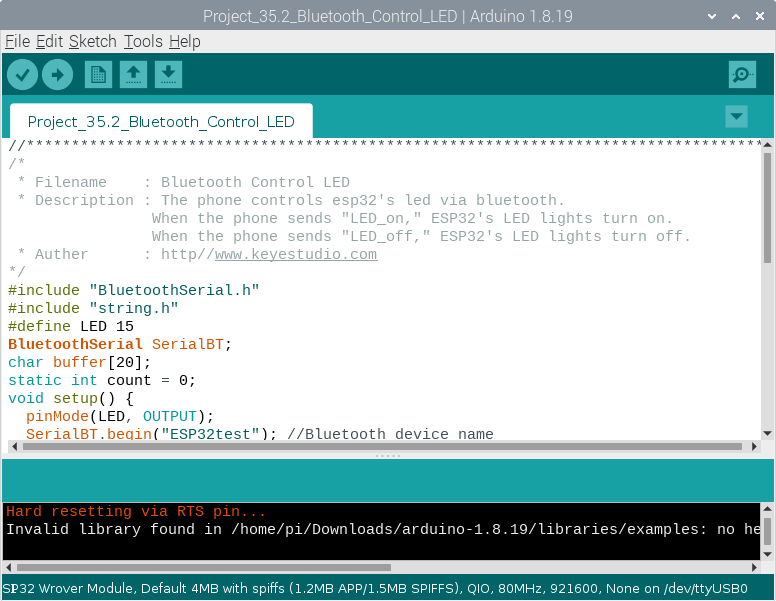 Project_35.2_Bluetooth_Control_LED | Arduino 1.8.19
File Edit Sketch Tools Help
Project_35.2_Bluetooth_Control_LED
//**********************************************************************************
/*
 * Filename    : Bluetooth Control LED
 * Description : The phone controls esp32's led via bluetooth.
                When the phone sends "LED_on," ESP32's LED lights turn on.
                When the phone sends "LED_off," ESP32's LED lights turn off.
 * Auther      : http//www.keyestudio.com
*/
#include "BluetoothSerial.h"
#include "string.h"
#define LED 15
BluetoothSerial SerialBT;
char buffer[20];
static int count = 0;
void setup() {
  pinMode(LED, OUTPUT);
  SerialBT.begin("ESP32test"); //Bluetooth device name
Hard resetting via RTS pin...
Invalid library found in /home/pi/Downloads/arduino-1.8.19/libraries/examples: no he
SP32 Wrover Module, Default 4MB with spiffs (1.2MB APP/1.5MB SPIFFS), QIO, 80MHz, 921600, None on /dev/ttyUSB0